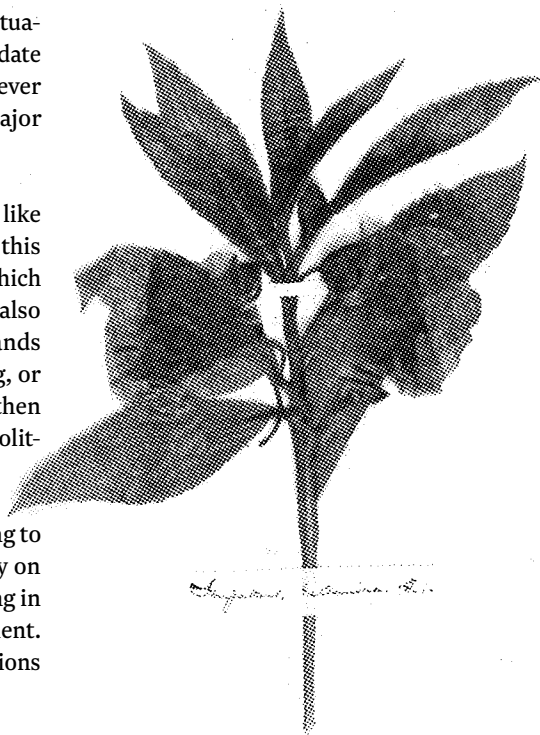 tua-
date
ever
ajor
like
this
hich
also
ands
g, or
then
olit-
ng to
y on
ng in
ent.
ions